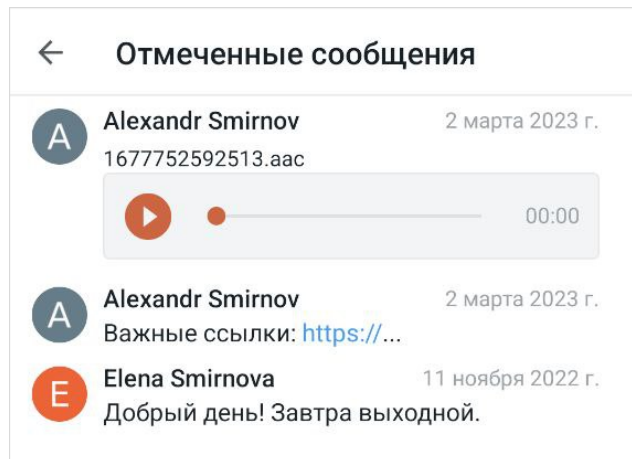 Отмеченные сообщения
A
Alexandr Smirnov 2 марта 2023 г.
1677752592513.aac
00:00
A
Alexandr Smirnov 2 марта 2023 г.
Важные ссылки: https://...
E
Elena Smirnova 11 ноября 2022 г.
Добрый день! Завтра выходной.